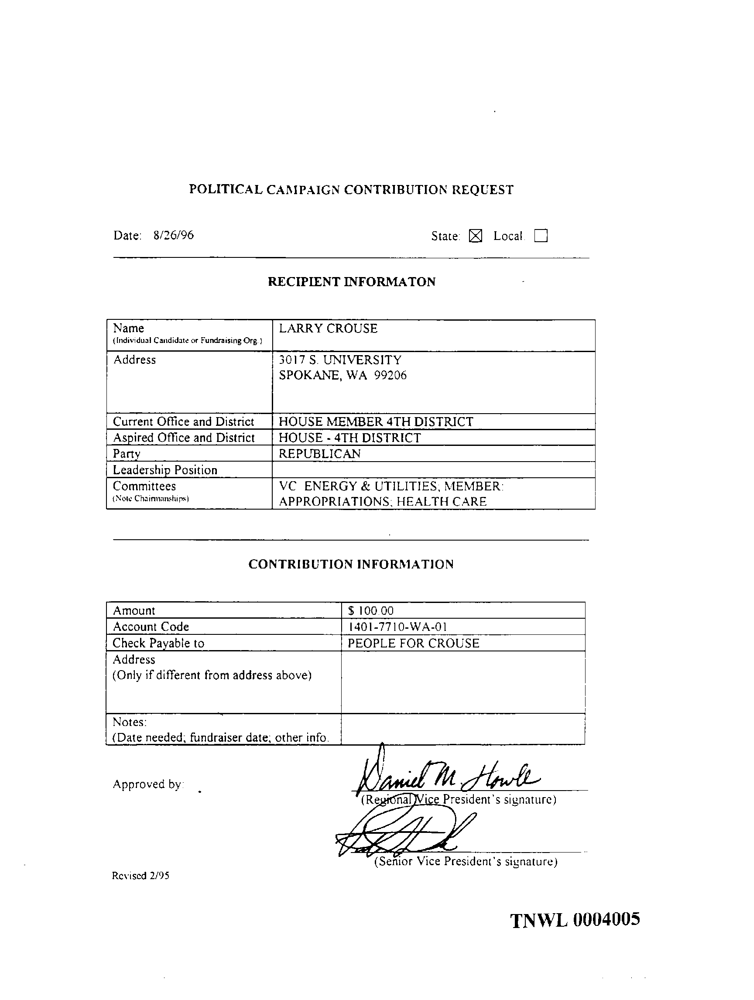 POLITICAL CAMPAIGN CONTRIBUTION REQUEST
Date: 8/26/96 State: ☒ Local ☐
RECIPIENT INFORMATON
Name LARRY CROUSE
(Individual Candidate or Fundraising Org.)
Address 3017 S. UNIVERSITY
SPOKANE, WA 99206
Current Office and District HOUSE MEMBER 4TH DISTRICT
Aspired Office and District HOUSE - 4TH DISTRICT
Party REPUBLICAN
Leadership Position
Committees VC ENERGY & UTILITIES, MEMBER:
(Note Chairmanships) APPROPRIATIONS, HEALTH CARE
CONTRIBUTION INFORMATION
Amount $ 100.00
Account Code 1401-7710-WA-01
Check Payable to PEOPLE FOR CROUSE
Address
(Only if different from address above)
Notes:
(Date needed; fundraiser date; other info.
Daniel M. Howle
Approved by:
(Regional Vice President's signature)
(Senior Vice President's signature)
Revised 2/95
TNWL 0004005